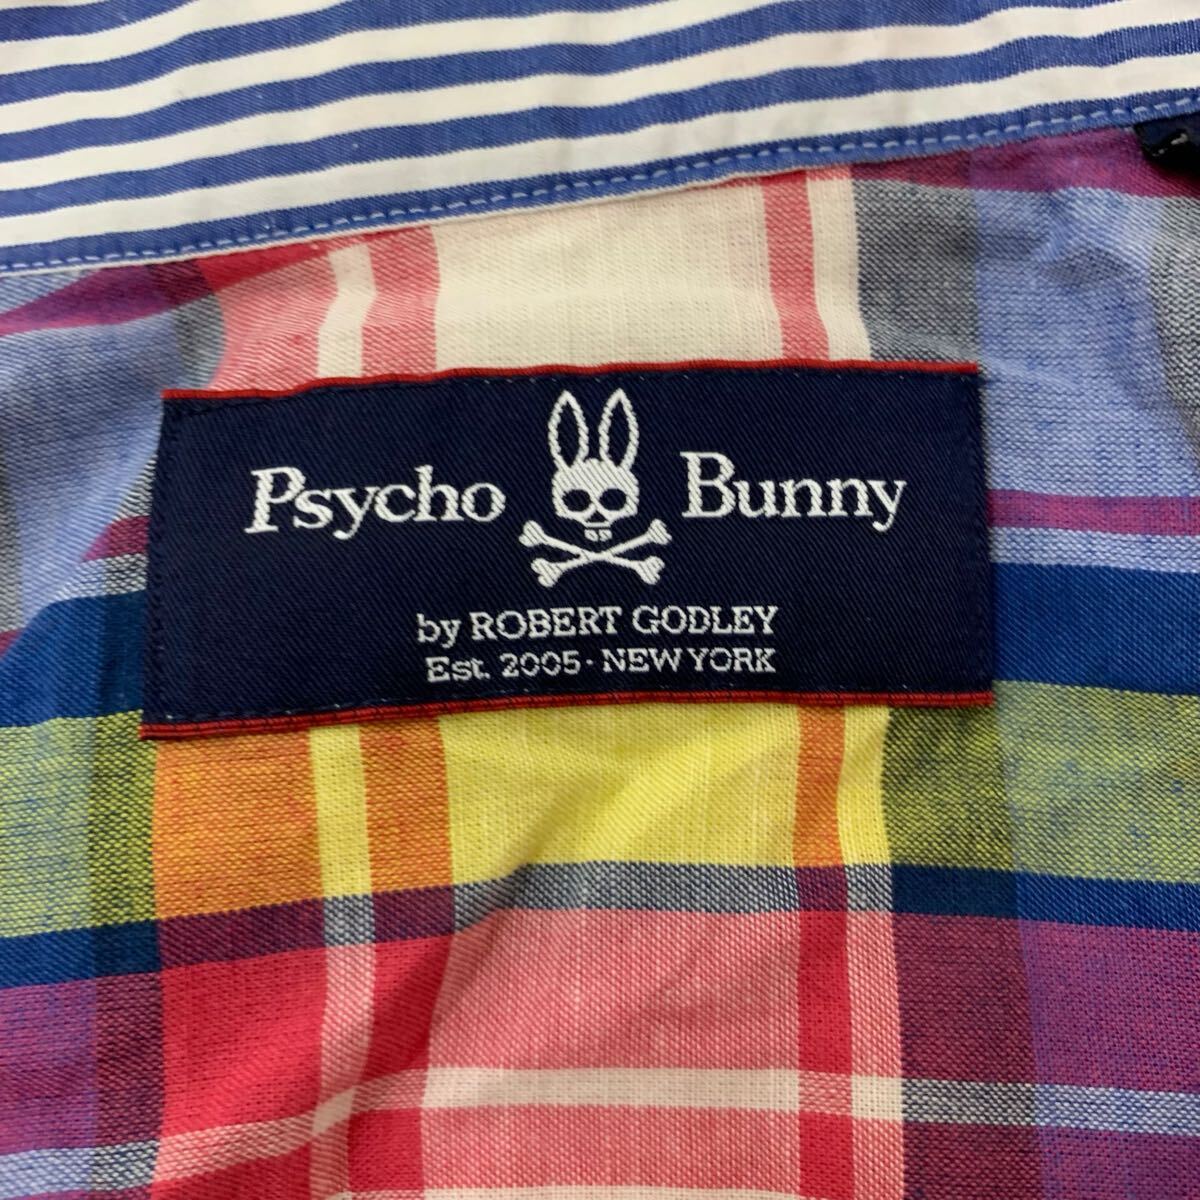 Psycho Bunny
by ROBERT GODLEY
Est. 2005 · NEW YORK